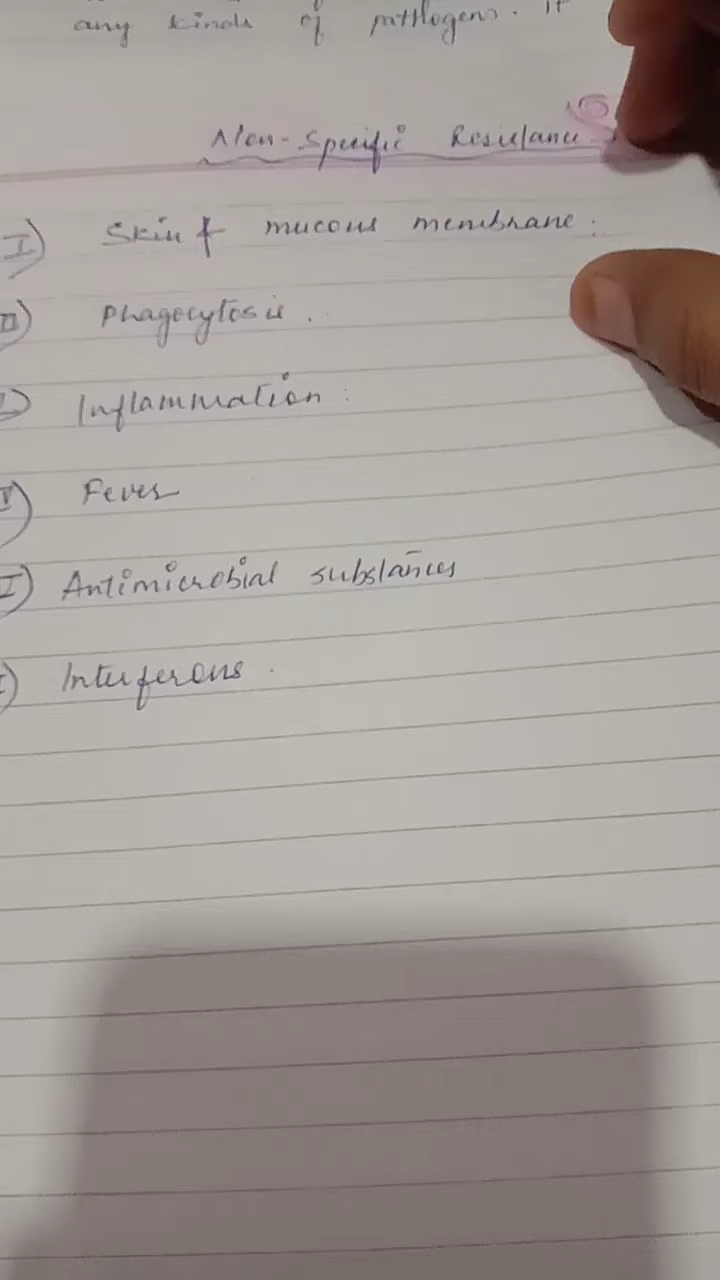 any kinds of pathogens. It
Non-Specific Resistance
I) Skin & mucous membrane:
II) Phagocytosis.
Inflammation:
Fever
I) Antimicrobial substances
Interferons.